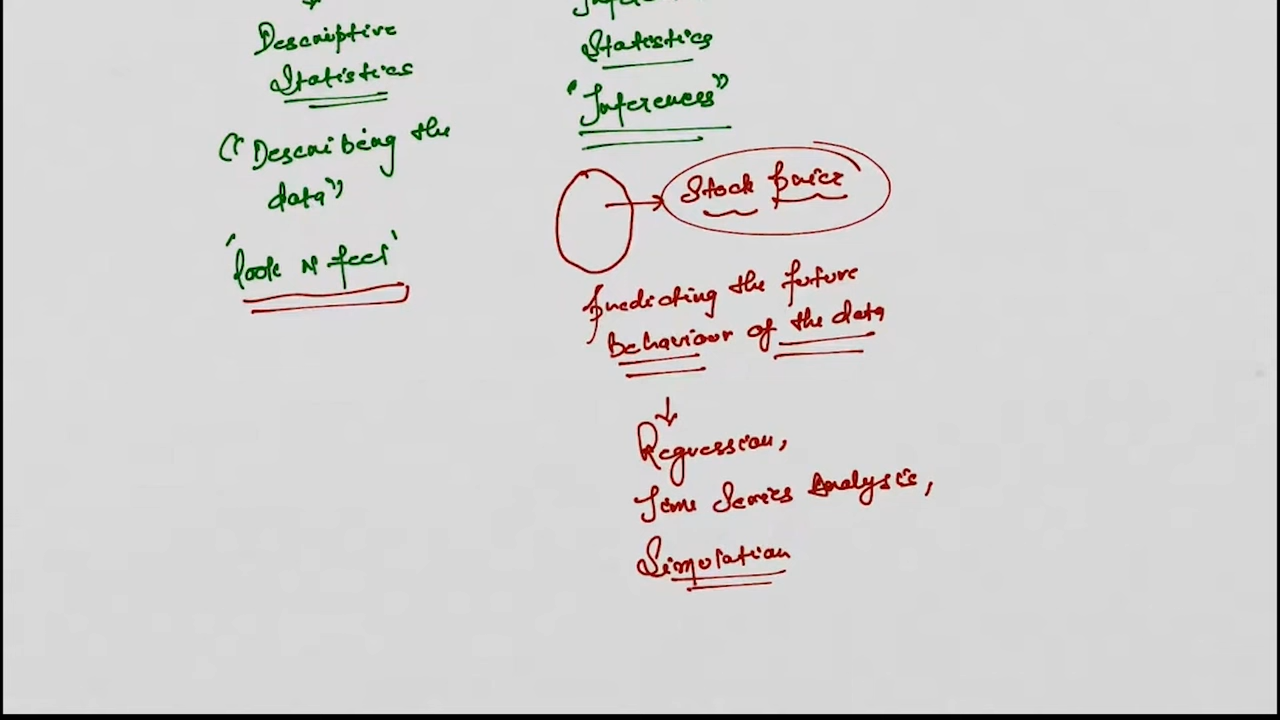 Descriptive
Statistics
("Describing the
data")
'look N feel'
Statistics
"Inferences"
Stock price
predicting the future
Behaviour of the data
Regression,
Time Series Analysis,
Simulation